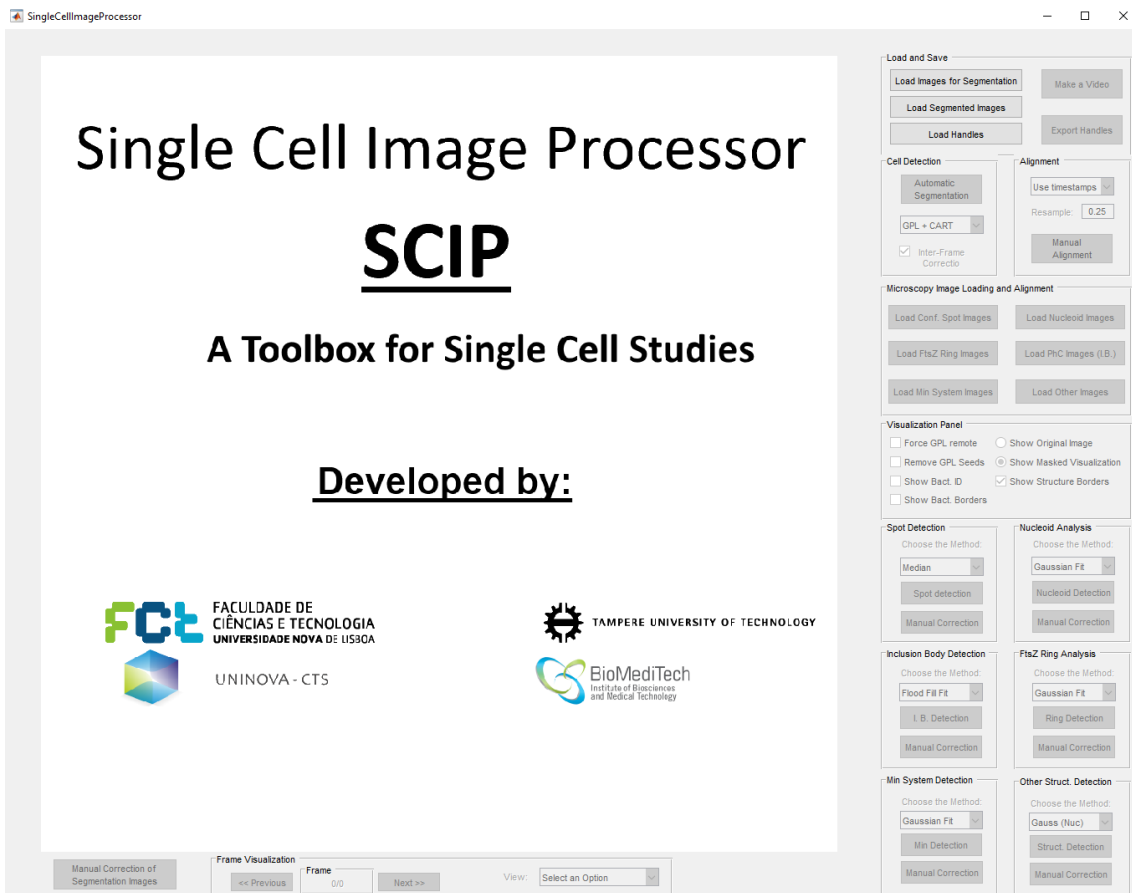 SingleCellImageProcessor
Single Cell Image Processor
SCIP
A Toolbox for Single Cell Studies
Developed by:
FCt
FACULDADE DE
CIÊNCIAS E TECNOLOGIA
UNIVERSIDADE NOVA DE LISBOA
TAMPERE UNIVERSITY OF TECHNOLOGY
UNINOVA - CTS
BioMediTech
Institute of Biosciences
and Medical Technology
Manual Correction of
Segmentation Images
Frame Visualization
<< Previous
Frame
0/0
Next >>
View:
Select an Option
Load and Save
Load Images for Segmentation
Make a Video
Load Segmented Images
Load Handles
Export Handles
Cell Detection
Automatic
Segmentation
GPL + CART
Inter-Frame
Correctio
Alignment
Use timestamps
Resample:
0.25
Manual
Alignment
Microscopy Image Loading and Alignment
Load Conf. Spot Images
Load Nucleoid Images
Load FtsZ Ring Images
Load PhC Images (I.B.)
Load Min System Images
Load Other Images
Visualization Panel
Force GPL remote
Show Original Image
Remove GPL Seeds
Show Masked Visualization
Show Bact. ID
Show Structure Borders
Show Bact. Borders
Spot Detection
Choose the Method:
Median
Spot detection
Manual Correction
Nucleoid Analysis
Choose the Method:
Gaussian Fit
Nucleoid Detection
Manual Correction
Inclusion Body Detection
Choose the Method:
Flood Fill Fit
I. B. Detection
Manual Correction
FtsZ Ring Analysis
Choose the Method:
Gaussian Fit
Ring Detection
Manual Correction
Min System Detection
Choose the Method:
Gaussian Fit
Min Detection
Manual Correction
Other Struct. Detection
Choose the Method:
Gauss (Nuc)
Struct. Detection
Manual Correction